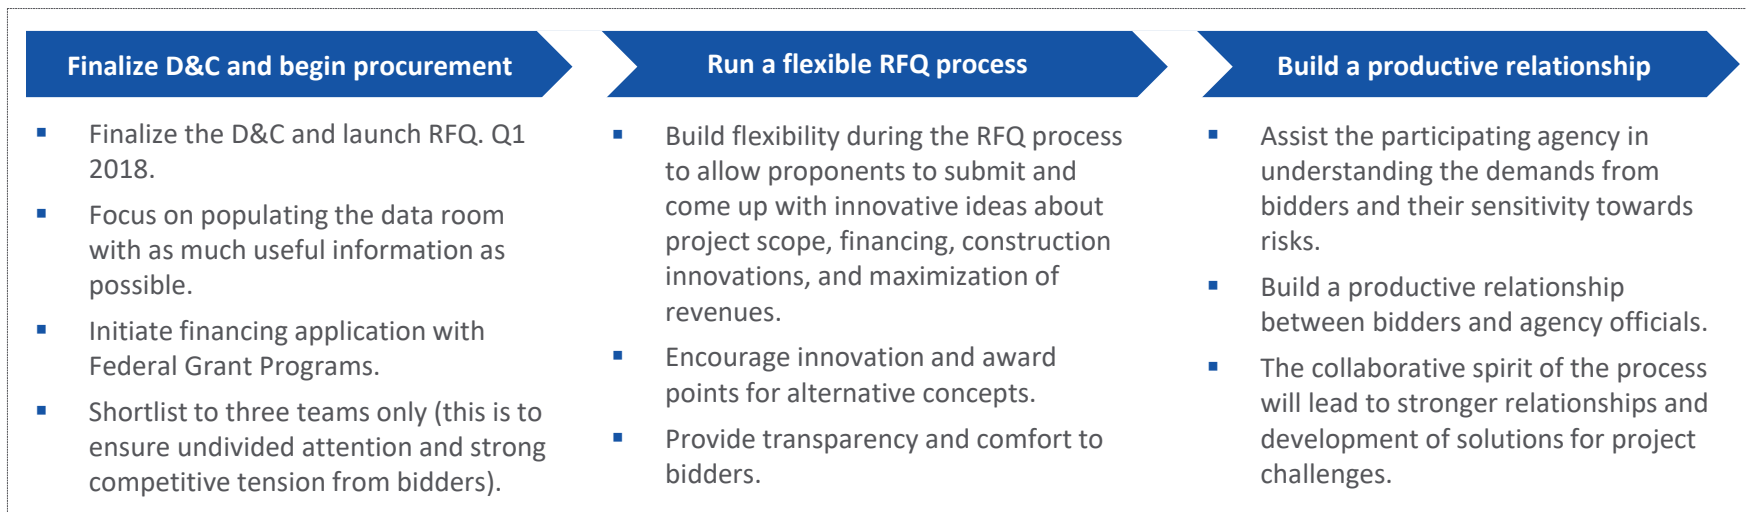 Finalize D&C and begin procurement
▪ Finalize the D&C and launch RFQ. Q1
2018.
▪ Focus on populating the data room
with as much useful information as
possible.
▪ Initiate financing application with
Federal Grant Programs.
▪ Shortlist to three teams only (this is to
ensure undivided attention and strong
competitive tension from bidders).
Run a flexible RFQ process
▪ Build flexibility during the RFQ process
to allow proponents to submit and
come up with innovative ideas about
project scope, financing, construction
innovations, and maximization of
revenues.
▪ Encourage innovation and award
points for alternative concepts.
▪ Provide transparency and comfort to
bidders.
Build a productive relationship
▪ Assist the participating agency in
understanding the demands from
bidders and their sensitivity towards
risks.
▪ Build a productive relationship
between bidders and agency officials.
▪ The collaborative spirit of the process
will lead to stronger relationships and
development of solutions for project
challenges.